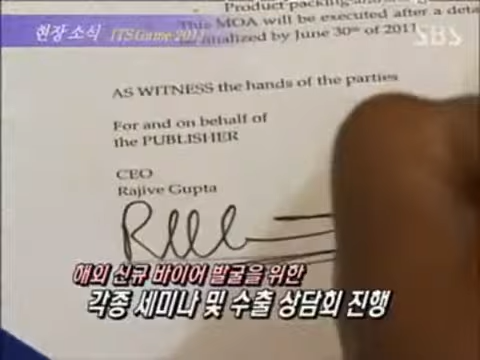 Product packing
This MOA will be executed after a deta
finalized by June 30th of 2011
현장 소식 ITS Game 2011
SBS
AS WITNESS the hands of the parties
For and on behalf of
the PUBLISHER
CEO
Rajive Gupta
해외 신규 바이어 발굴을 위한
각종 세미나 및 수출 상담회 진행